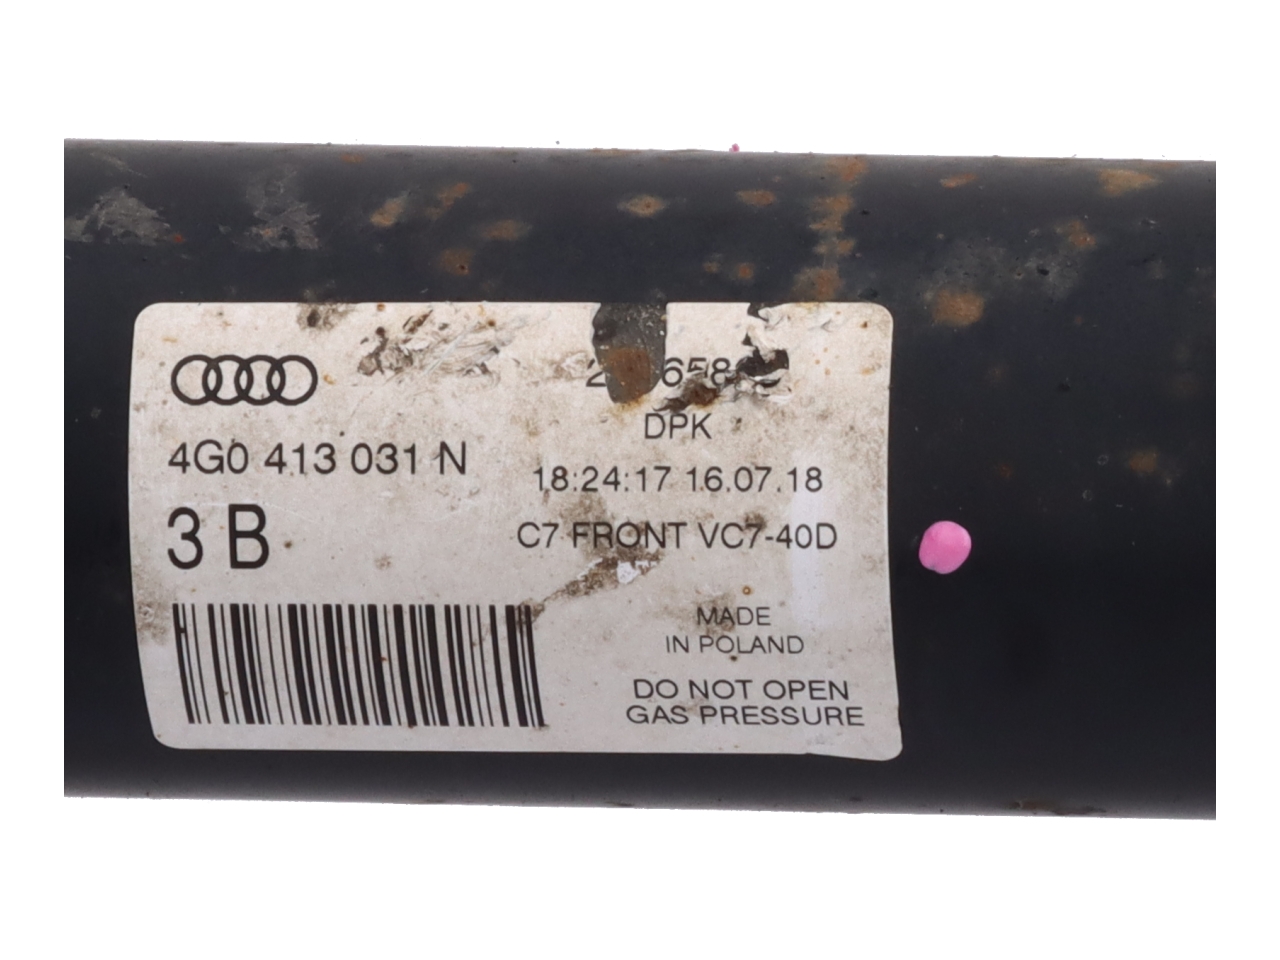 4G0 413 031 N
3 B
DPK
18:24:17 16.07.18
C7 FRONT VC7-40D
MADE
IN POLAND
DO NOT OPEN
GAS PRESSURE